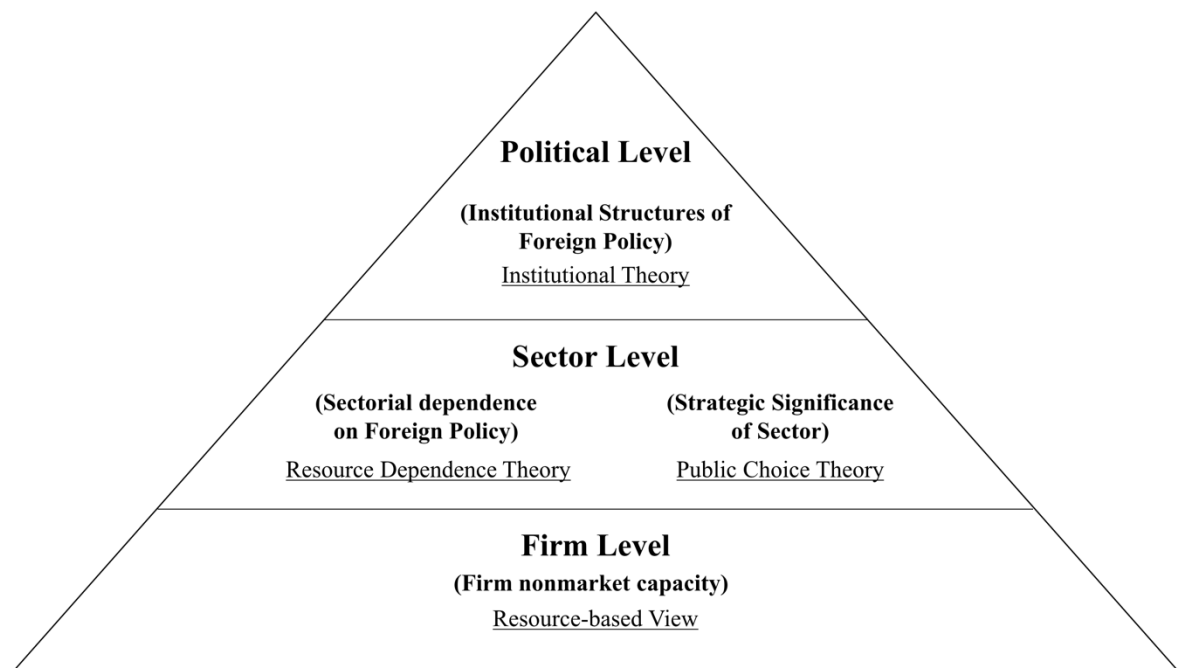 Political Level
(Institutional Structures of
Foreign Policy)
Institutional Theory
Sector Level
(Sectorial dependence
on Foreign Policy)
Resource Dependence Theory
(Strategic Significance
of Sector)
Public Choice Theory
Firm Level
(Firm nonmarket capacity)
Resource-based View